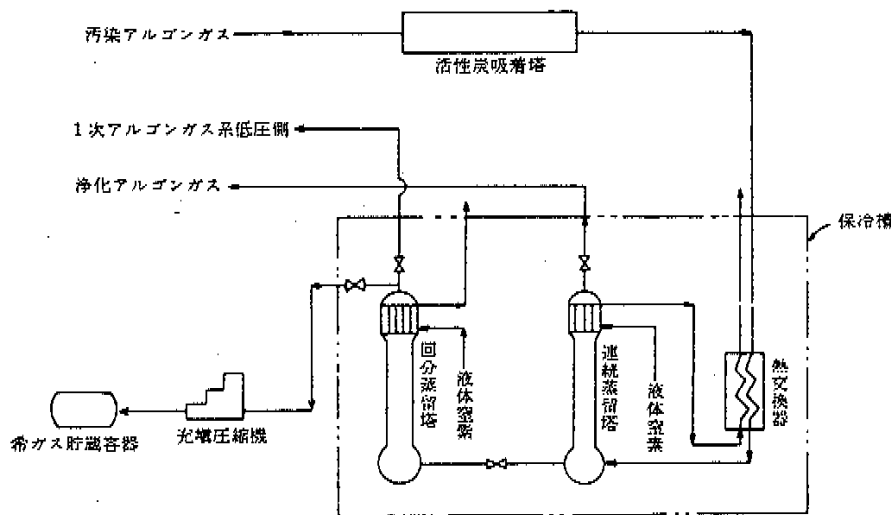 汚染アルゴンガス
活性炭吸着塔
1次アルゴンガス系低圧側
浄化アルゴンガス
保冷槽
回分蒸留塔
液体窒素
連続蒸留塔
液体窒素
熱交換器
希ガス貯蔵容器
充塡圧縮機